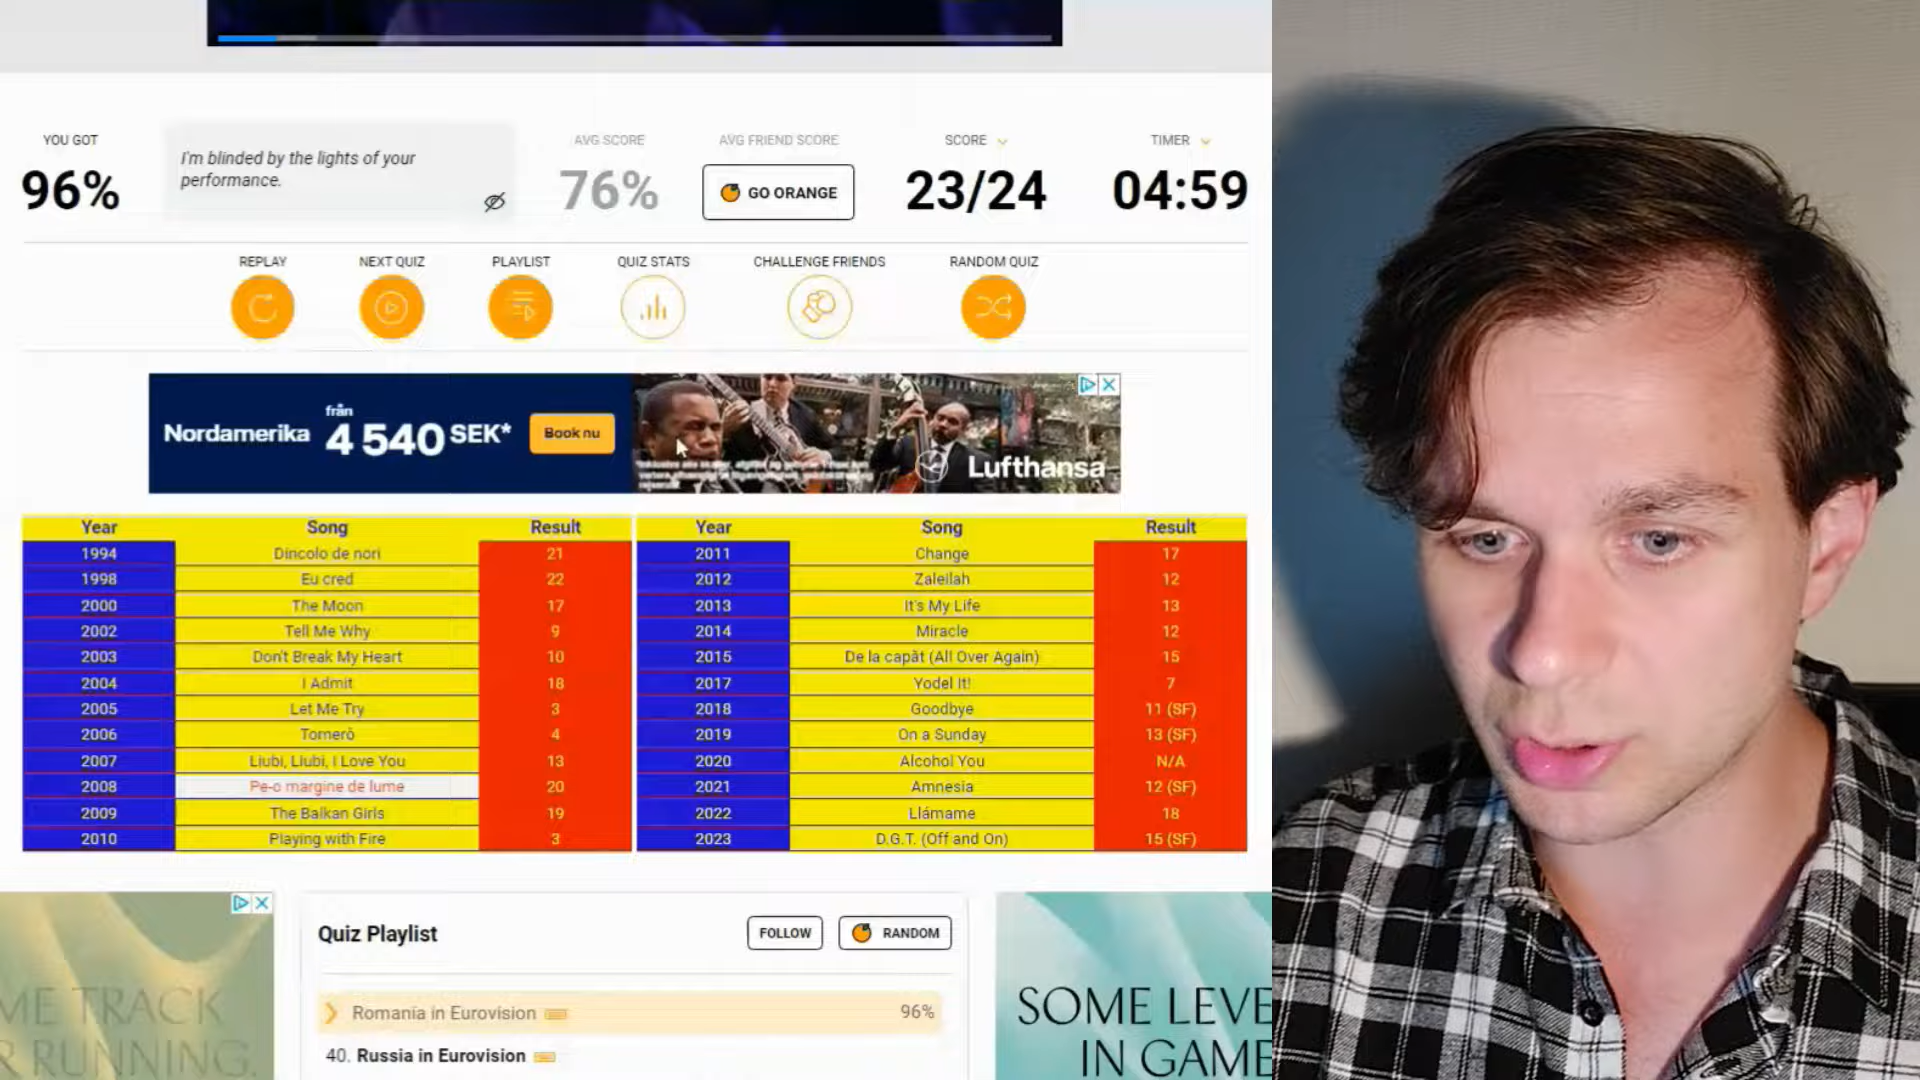 YOU GOT
96%
I'm blinded by the lights of your
performance.
AVG SCORE
76%
AVG FRIEND SCORE
GO ORANGE
SCORE
23/24
TIMER
04:59
REPLAY
NEXT QUIZ
PLAYLIST
QUIZ STATS
CHALLENGE FRIENDS
RANDOM QUIZ
Nordamerika
från
4 540 SEK*
Book nu
Lufthansa
Year Song Result
1994 Dincolo de nori 21
1998 Eu cred 22
2000 The Moon 17
2002 Tell Me Why 9
2003 Don't Break My Heart 10
2004 I Admit 18
2005 Let Me Try 3
2006 Tornerò 4
2007 Liubi, Liubi, I Love You 13
2008 Pe-o margine de lume 20
2009 The Balkan Girls 19
2010 Playing with Fire 3
Year Song Result
2011 Change 17
2012 Zaleilah 12
2013 It's My Life 13
2014 Miracle 12
2015 De la capăt (All Over Again) 15
2017 Yodel It! 7
2018 Goodbye 11 (SF)
2019 On a Sunday 13 (SF)
2020 Alcohol You N/A
2021 Amnesia 12 (SF)
2022 Llámame 18
2023 D.G.T. (Off and On) 15 (SF)
ME TRACK
R RUNNING.
Quiz Playlist
FOLLOW
RANDOM
Romania in Eurovision 96%
40. Russia in Eurovision
SOME LEVE
IN GAME